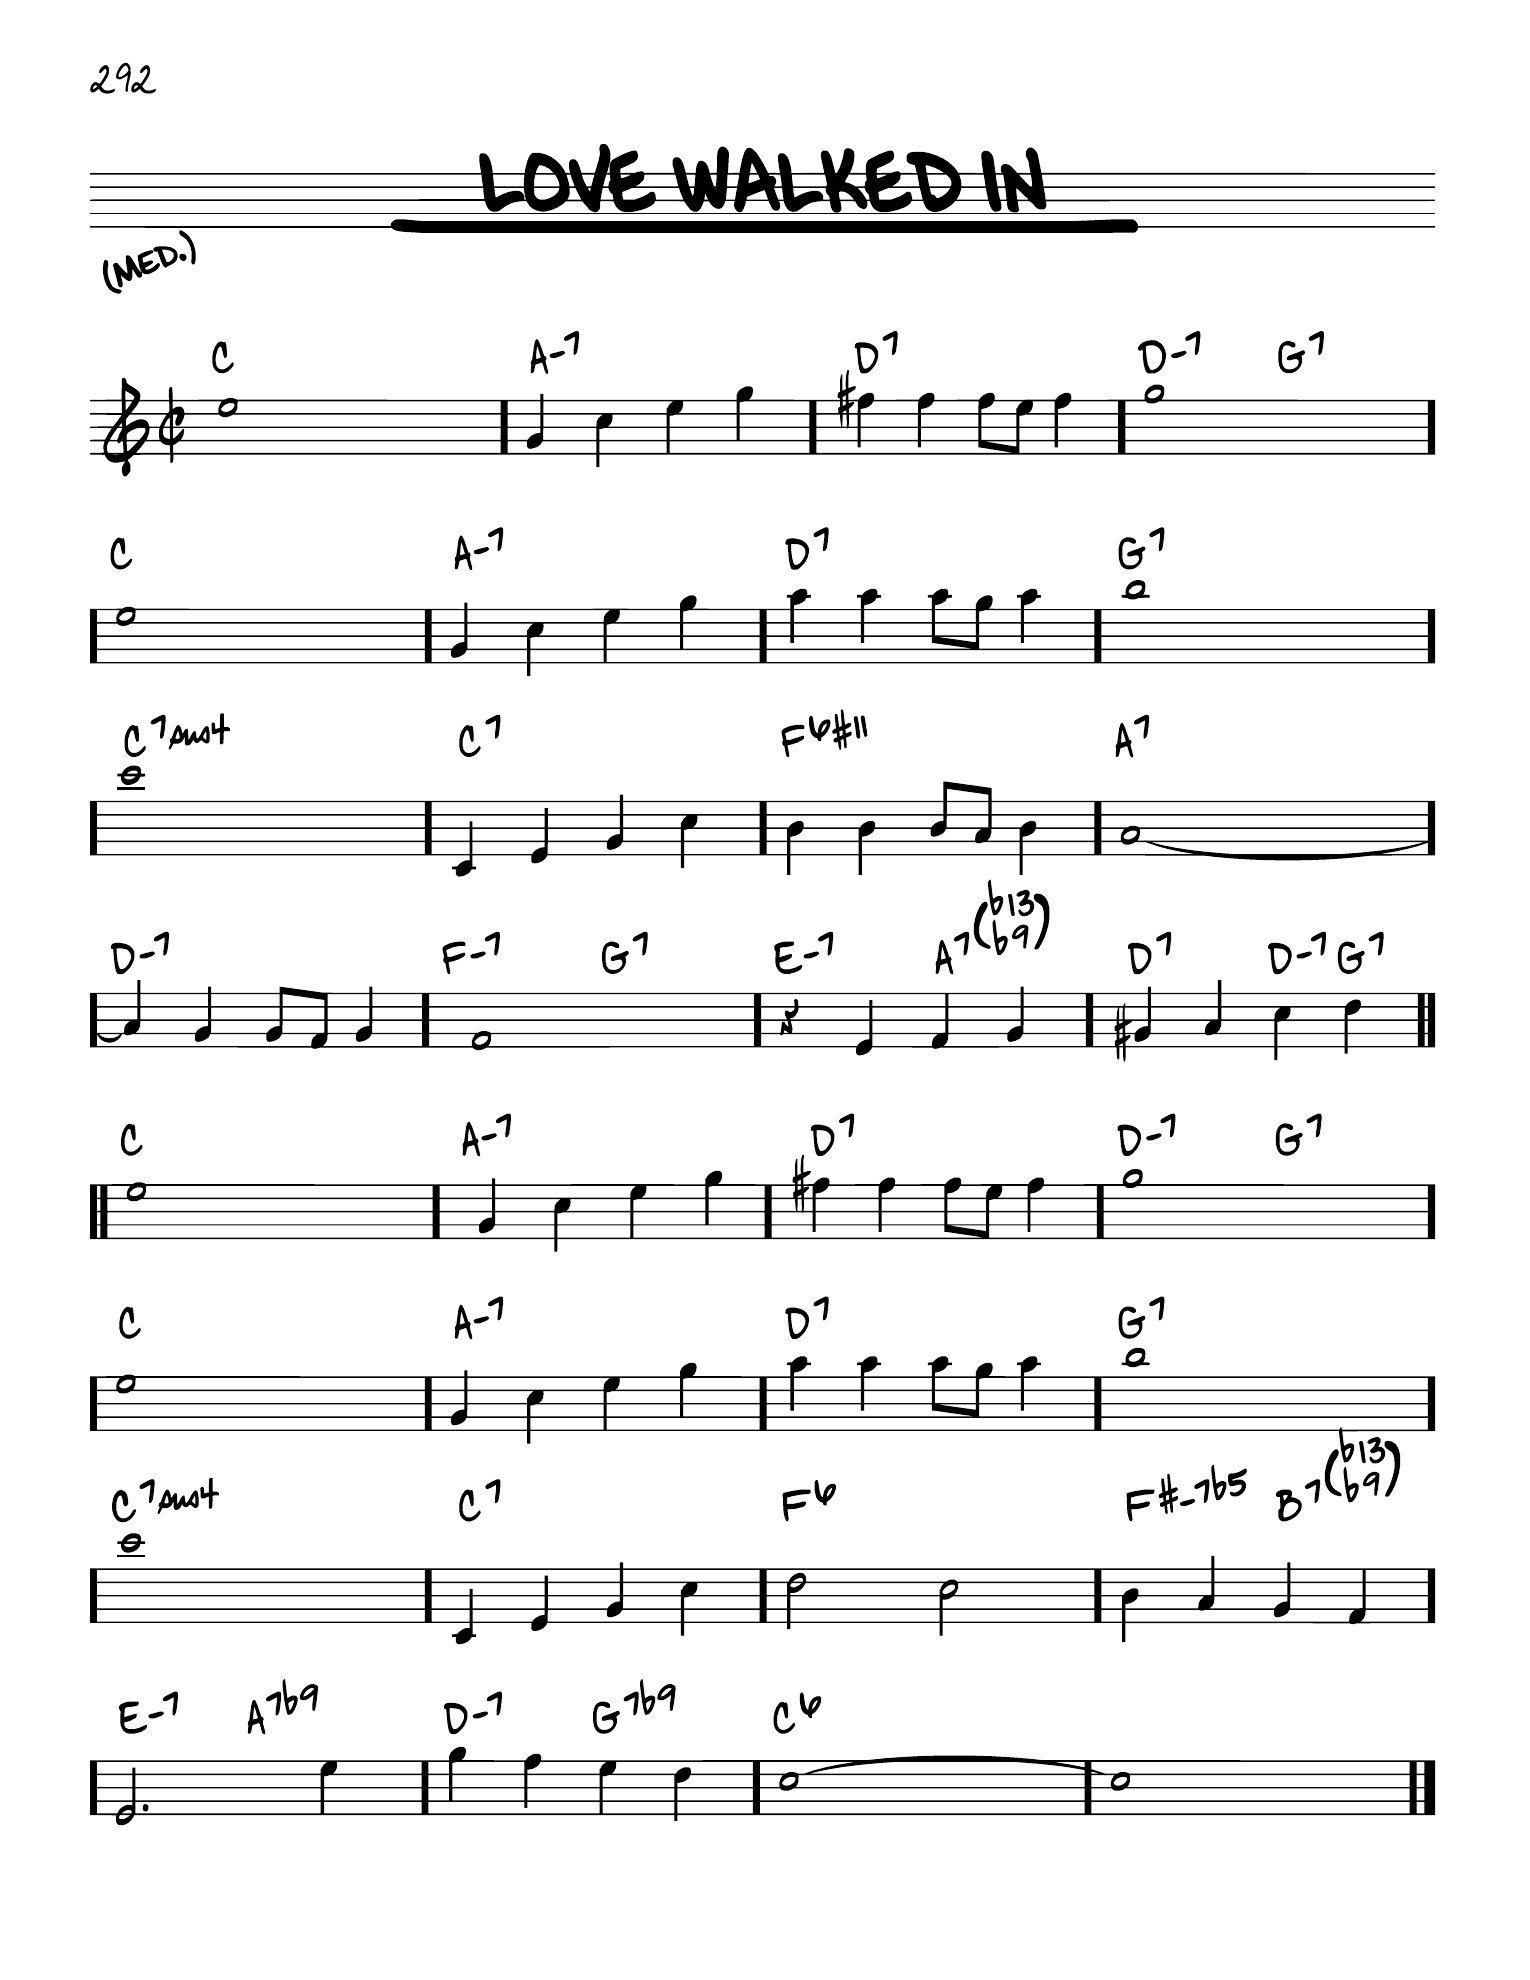 292
LOVE WALKED IN
(MED.)
C A-7 D7 D-7 G7
C A-7 D7 G7
C7sus4 C7 F6#11 A7
D-7 F-7 G7 E-7 A7(b13 b9) D7 D-7 G7
C A-7 D7 D-7 G7
C A-7 D7 G7
C7sus4 C7 F6 F#-7b5 B7(b13 b9)
E-7 A7b9 D-7 G7b9 C6